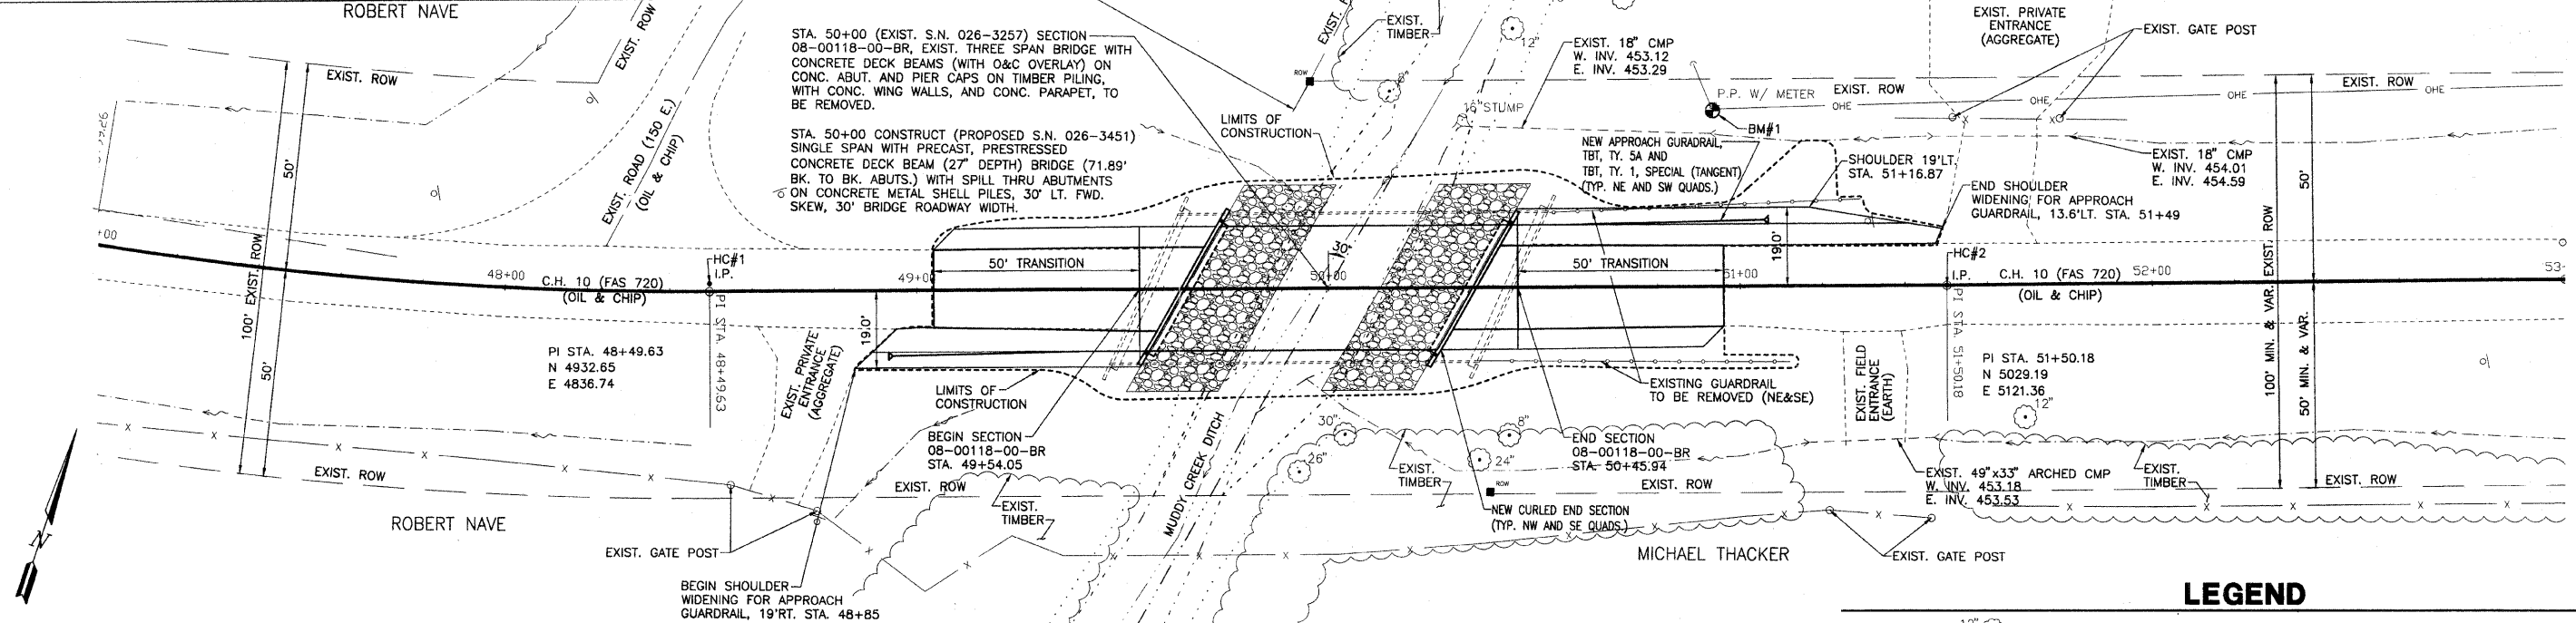 ROBERT NAVE
EXIST. ROW
EXIST. ROW
50'
100' EXIST. ROW
50'
EXIST. ROAD (150 E.)
(OIL & CHIP)
STA. 50+00 (EXIST. S.N. 026-3257) SECTION
08-00118-00-BR, EXIST. THREE SPAN BRIDGE WITH
CONCRETE DECK BEAMS (WITH O&C OVERLAY) ON
CONC. ABUT. AND PIER CAPS ON TIMBER PILING,
WITH CONC. WING WALLS, AND CONC. PARAPET, TO
BE REMOVED.
STA. 50+00 CONSTRUCT (PROPOSED S.N. 026-3451)
SINGLE SPAN WITH PRECAST, PRESTRESSED
CONCRETE DECK BEAM (27" DEPTH) BRIDGE (71.89'
BK. TO BK. ABUTS.) WITH SPILL THRU ABUTMENTS
ON CONCRETE METAL SHELL PILES, 30' LT. FWD.
SKEW, 30' BRIDGE ROADWAY WIDTH.
LIMITS OF
CONSTRUCTION
ROW
EXIST.
TIMBER
12"
EXIST. 18" CMP
W. INV. 453.12
E. INV. 453.29
16" STUMP
P.P. W/ METER
EXIST. ROW
BM#1
OHE
OHE
OHE
OHE
EXIST. PRIVATE
ENTRANCE
(AGGREGATE)
EXIST. GATE POST
EXIST. ROW
NEW APPROACH GURADRAIL,
TBT, TY. 5A AND
TBT, TY. 1, SPECIAL (TANGENT)
(TYP. NE AND SW QUADS.)
SHOULDER 19'LT.
STA. 51+16.87
EXIST. 18" CMP
W. INV. 454.01
E. INV. 454.59
END SHOULDER
WIDENING FOR APPROACH
GUARDRAIL, 13.6'LT. STA. 51+49
50'
100' MIN. & VAR. EXIST. ROW
50' MIN. & VAR.
+00
48+00
C.H. 10 (FAS 720)
(OIL & CHIP)
HC#1
I.P.
PI STA. 48+49.63
49+00
50' TRANSITION
19.0'
30°
50+00
50' TRANSITION
51+00
19.0'
HC#2
I.P.
PI STA. 51+50.18
C.H. 10 (FAS 720)
(OIL & CHIP)
52+00
53
PI STA. 48+49.63
N 4932.65
E 4836.74
EXIST. PRIVATE
ENTRANCE
(AGGREGATE)
LIMITS OF
CONSTRUCTION
BEGIN SECTION
08-00118-00-BR
STA. 49+54.05
MUDDY CREEK DITCH
EXISTING GUARDRAIL
TO BE REMOVED (NE&SE)
EXIST. FIELD
ENTRANCE
(EARTH)
PI STA. 51+50.18
N 5029.19
E 5121.36
12"
30"
26"
8"
24"
END SECTION
08-00118-00-BR
STA. 50+45.94
EXIST.
TIMBER
ROW
EXIST. ROW
EXIST. ROW
EXIST. ROW
EXIST.
TIMBER
NEW CURLED END SECTION
(TYP. NW AND SE QUADS.)
EXIST. 49"x33" ARCHED CMP
W. INV. 453.18
E. INV. 453.53
EXIST.
TIMBER
EXIST. ROW
ROBERT NAVE
EXIST. GATE POST
MICHAEL THACKER
EXIST. GATE POST
BEGIN SHOULDER
WIDENING FOR APPROACH
GUARDRAIL, 19'RT. STA. 48+85
LEGEND